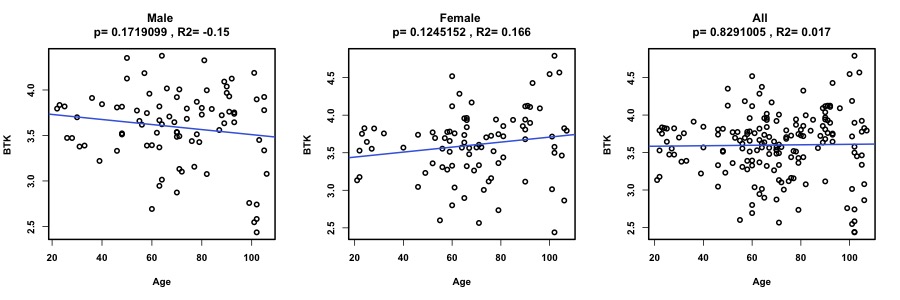 Male
p= 0.1719099 , R2= -0.15
BTK
4.0
3.5
3.0
2.5
20 40 60 80 100
Age
Female
p= 0.1245152 , R2= 0.166
BTK
4.5
4.0
3.5
3.0
2.5
20 40 60 80 100
Age
All
p= 0.8291005 , R2= 0.017
BTK
4.5
4.0
3.5
3.0
2.5
20 40 60 80 100
Age